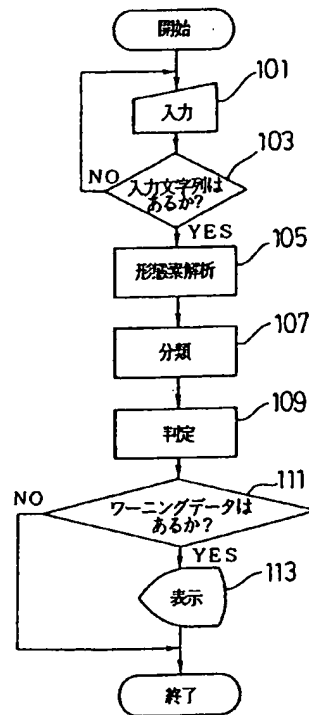 開始
101
入力
103
NO
入力文字列は
あるか?
YES
105
形態素解析
107
分類
109
判定
111
NO
ワーニングデータは
あるか?
YES
113
表示
終了